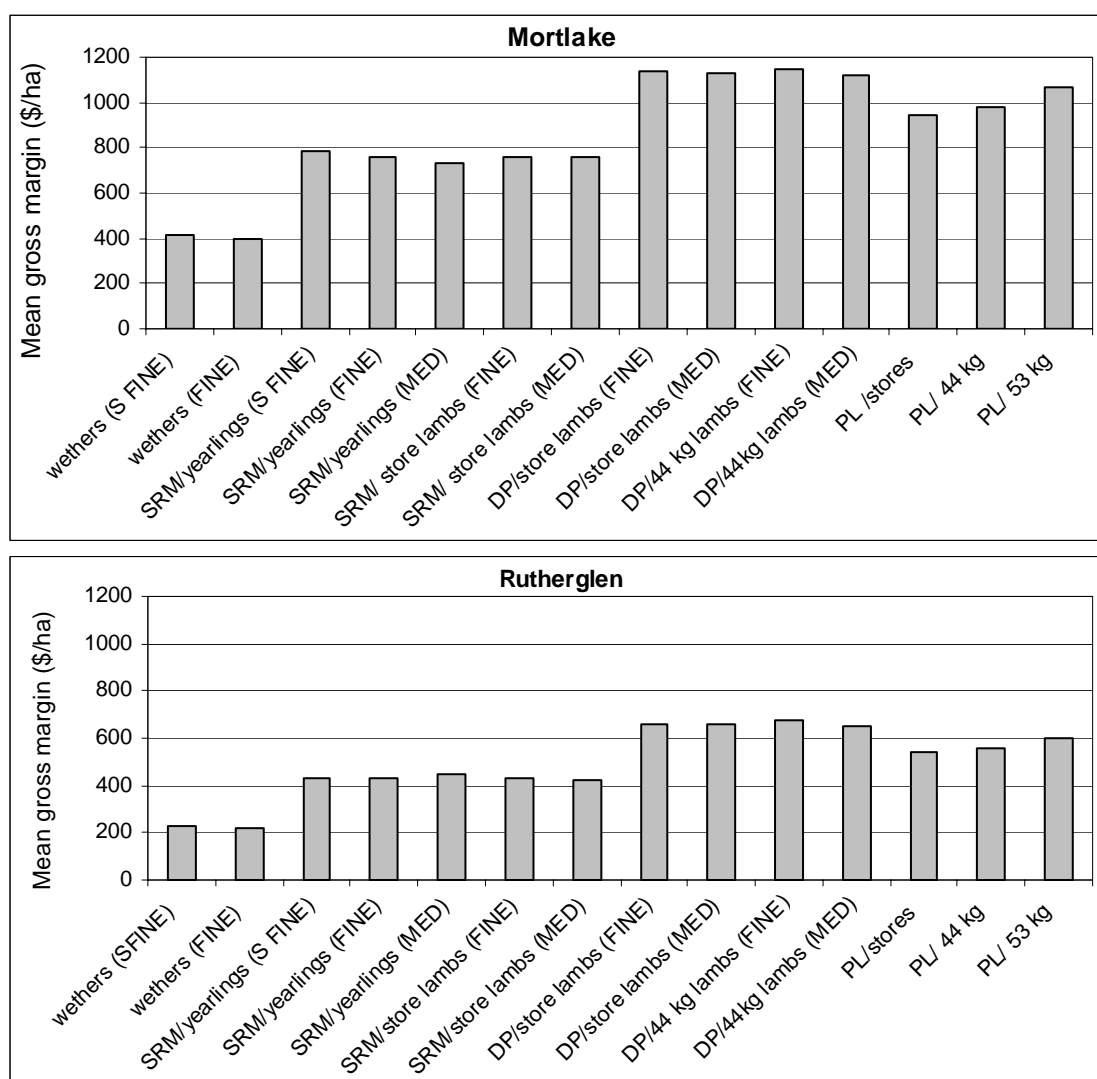 Mortlake
Mean gross margin ($/ha)
1200
1000
800
600
400
200
0
wethers (S FINE)
wethers (FINE)
SRM/yearlings (S FINE)
SRM/yearlings (FINE)
SRM/yearlings (MED)
SRM/ store lambs (FINE)
SRM/ store lambs (MED)
DP/store lambs (FINE)
DP/store lambs (MED)
DP/44 kg lambs (FINE)
DP/44kg lambs (MED)
PL /stores
PL/ 44 kg
PL/ 53 kg
Rutherglen
Mean gross margin ($/ha)
1200
1000
800
600
400
200
0
wethers (SFINE)
wethers (FINE)
SRM/yearlings (S FINE)
SRM/yearlings (FINE)
SRM/yearlings (MED)
SRM/store lambs (FINE)
SRM/store lambs (MED)
DP/store lambs (FINE)
DP/store lambs (MED)
DP/44 kg lambs (FINE)
DP/44kg lambs (MED)
PL/stores
PL/ 44 kg
PL/ 53 kg